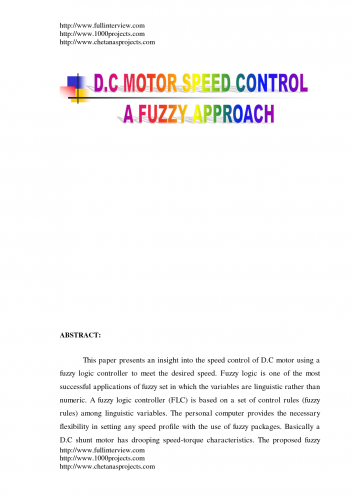 http://www.fullinterview.com
http://www.1000projects.com
http://www.chetanasprojects.com
D.C MOTOR SPEED CONTROL
A FUZZY APPROACH
ABSTRACT:
This paper presents an insight into the speed control of D.C motor using a
fuzzy logic controller to meet the desired speed. Fuzzy logic is one of the most
successful applications of fuzzy set in which the variables are linguistic rather than
numeric. A fuzzy logic controller (FLC) is based on a set of control rules (fuzzy
rules) among linguistic variables. The personal computer provides the necessary
flexibility in setting any speed profile with the use of fuzzy packages. Basically a
D.C shunt motor has drooping speed-torque characteristics. The proposed fuzzy
http://www.fullinterview.com
http://www.1000projects.com
http://www.chetanasprojects.com